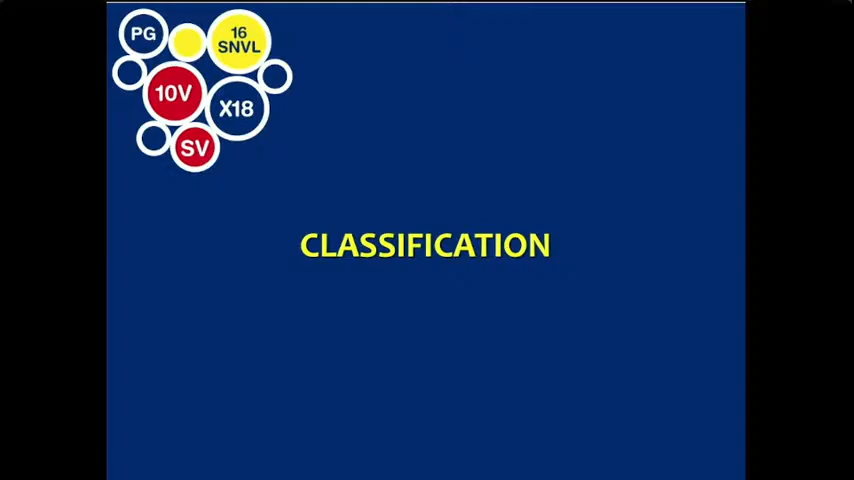 PG
16
SNVL
10V
X18
SV
CLASSIFICATION